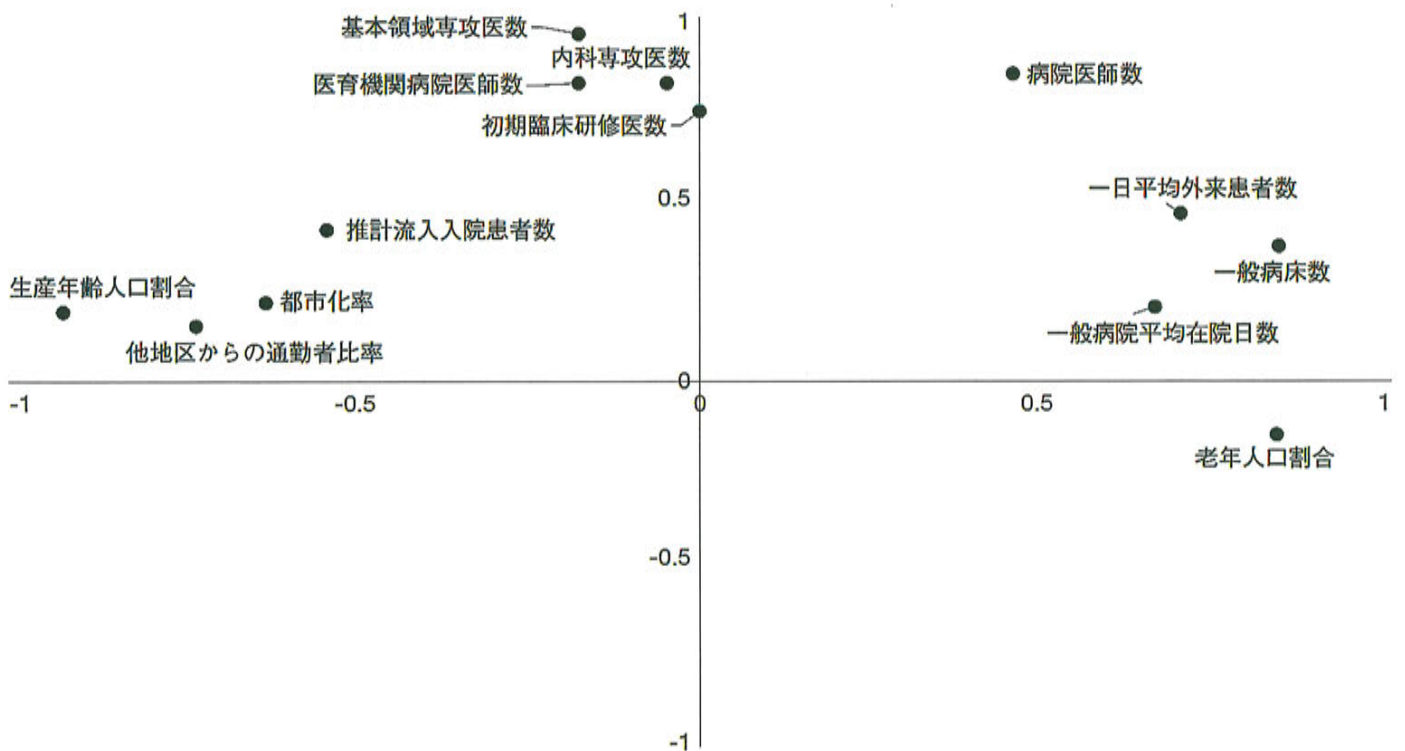 1
基本領域専攻医数
内科専攻医数
医育機関病院医師数
病院医師数
初期臨床研修医数
一日平均外来患者数
0.5
推計流入入院患者数
一般病床数
生産年齢人口割合
都市化率
一般病院平均在院日数
他地区からの通勤者比率
0
-1
-0.5
0
0.5
1
老年人口割合
-0.5
-1